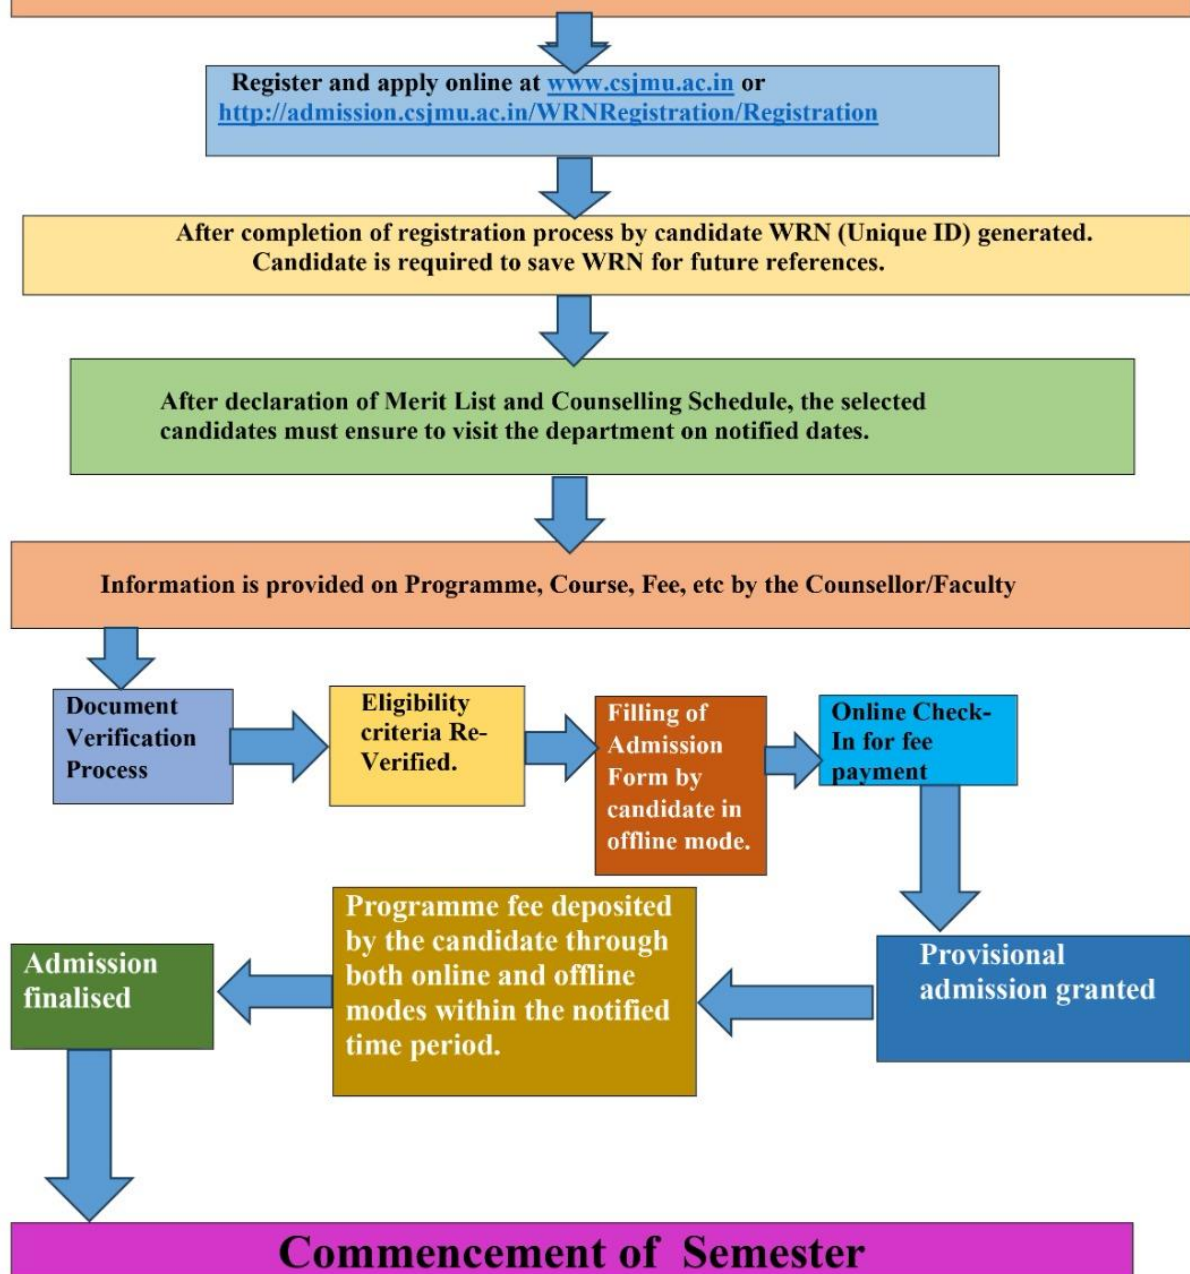 Register and apply online at www.csjmu.ac.in or
http://admission.csjmu.ac.in/WRNRegistration/Registration
After completion of registration process by candidate WRN (Unique ID) generated.
Candidate is required to save WRN for future references.
After declaration of Merit List and Counselling Schedule, the selected
candidates must ensure to visit the department on notified dates.
Information is provided on Programme, Course, Fee, etc by the Counsellor/Faculty
Document
Verification
Process
Eligibility
criteria Re-
Verified.
Filling of
Admission
Form by
candidate in
offline mode.
Online Check-
In for fee
payment
Provisional
admission granted
Programme fee deposited
by the candidate through
both online and offline
modes within the notified
time period.
Admission
finalised
Commencement of Semester